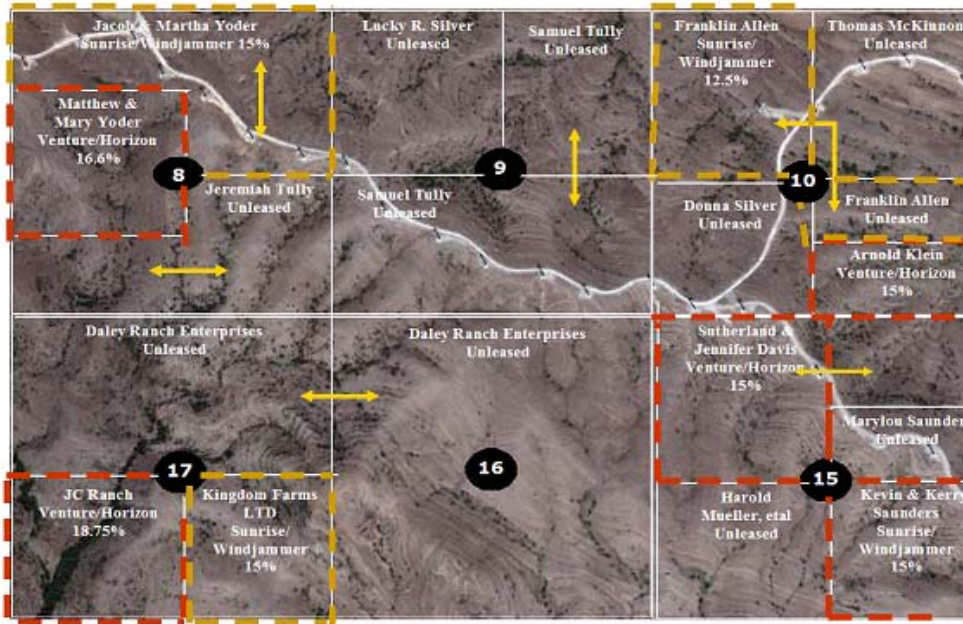 Jacob & Martha Yoder
Sunrise/Windjammer 15%
Lucky R. Silver
Unleased
Samuel Tully
Unleased
Franklin Allen
Sunrise/
Windjammer
12.5%
Thomas McKinnon
Unleased
Matthew &
Mary Yoder
Venture/Horizon
16.6%
8
9
10
Jeremiah Tully
Unleased
Samuel Tully
Unleased
Donna Silver
Unleased
Franklin Allen
Unleased
Arnold Klein
Venture/Horizon
15%
Daley Ranch Enterprises
Unleased
Daley Ranch Enterprises
Unleased
Sutherland &
Jennifer Davis
Venture/Horizon
15%
Marylou Saunder
Unleased
17
16
15
JC Ranch
Venture/Horizon
18.75%
Kingdom Farms
LTD
Sunrise/
Windjammer
15%
Harold
Mueller, etal
Unleased
Kevin & Kerry
Saunders
Sunrise/
Windjammer
15%